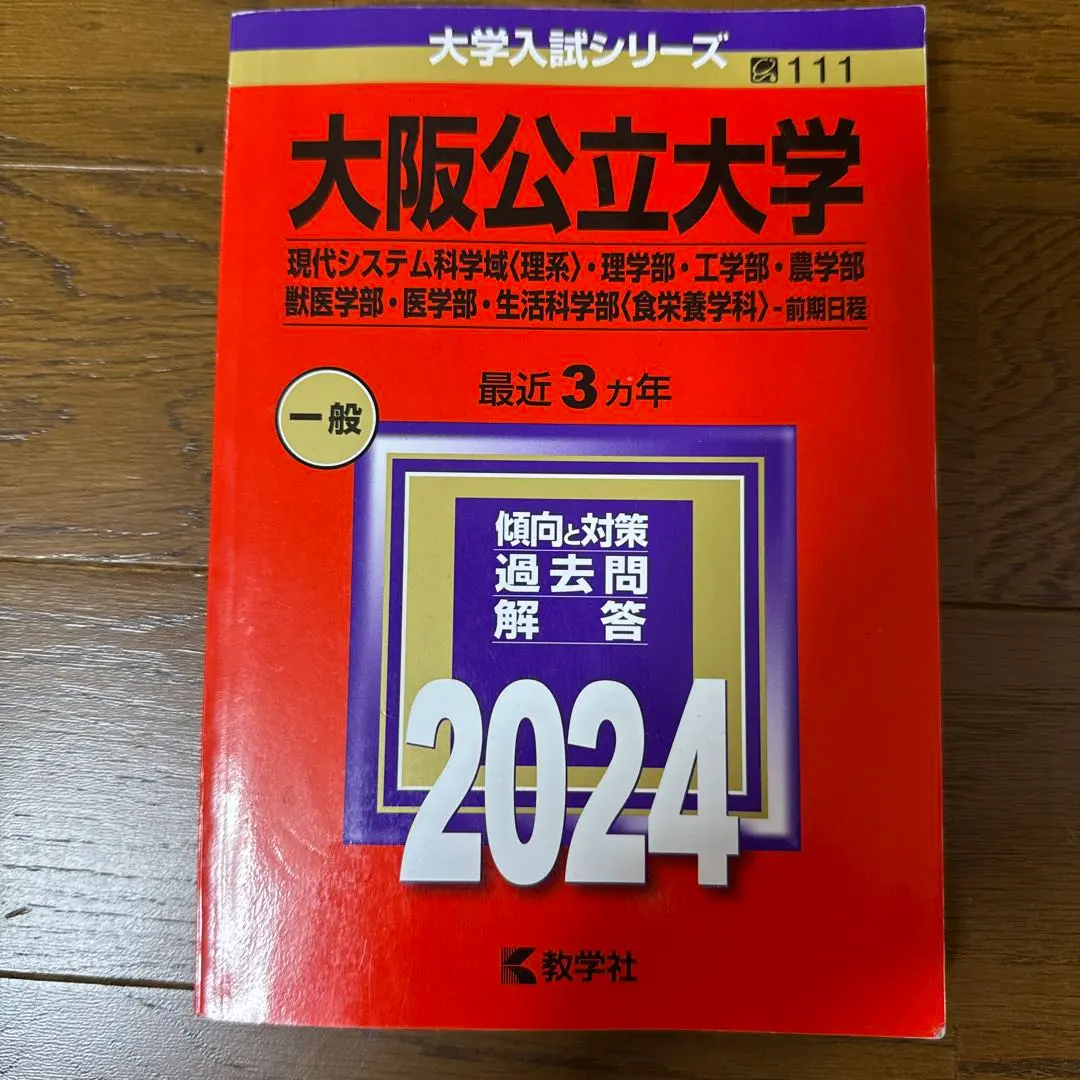 大学入試シリーズ
111
大阪公立大学
現代システム科学域〈理系〉・理学部・工学部・農学部
獣医学部・医学部・生活科学部〈食栄養学科〉-前期日程
最近3カ年
一般
傾向と対策
過去問
解答
2024
教学社